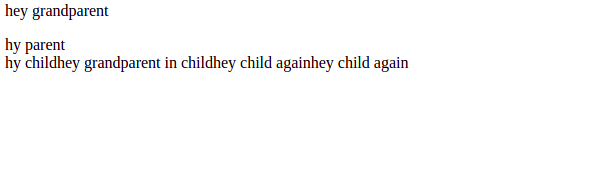 hey grandparent
hy parent
hy childhey grandparent in childhey child againhey child again